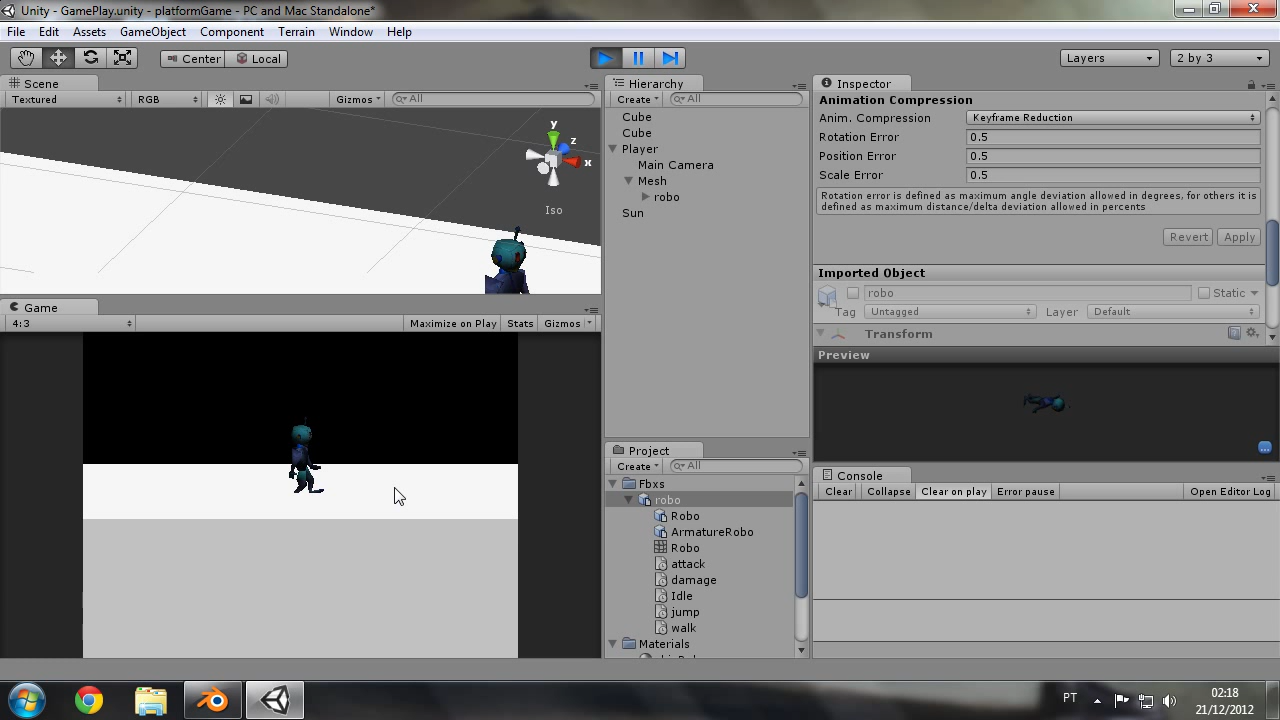 Unity - GamePlay.unity - platformGame - PC and Mac Standalone*
File Edit Assets GameObject Component Terrain Window Help
Center Local
Layers 2 by 3
Scene
Textured RGB Gizmos All
Game
4:3 Maximize on Play Stats Gizmos
Hierarchy
Create All
Cube
Cube
Player
Main Camera
Mesh
robo
Sun
Project
Create All
Fbxs
robo
Robo
ArmatureRobo
Robo
attack
damage
Idle
jump
walk
Materials
Inspector
Animation Compression
Anim. Compression Keyframe Reduction
Rotation Error 0.5
Position Error 0.5
Scale Error 0.5
Rotation error is defined as maximum angle deviation allowed in degrees, for others it is
defined as maximum distance/delta deviation allowed in percents
Revert Apply
Imported Object
robo Static
Tag Untagged Layer Default
Transform
Preview
Console
Clear Collapse Clear on play Error pause Open Editor Log
y
z
x
Iso
PT 02:18
21/12/2012